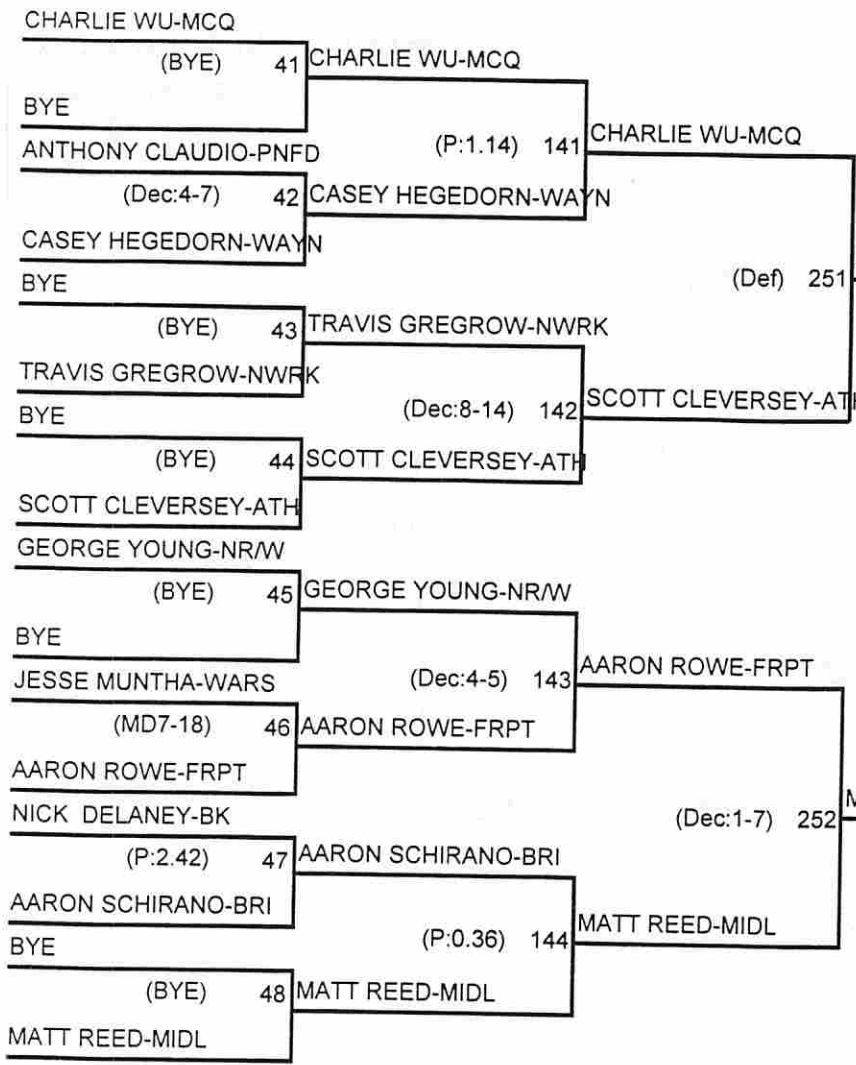 CHARLIE WU-MCQ
(BYE) 41 CHARLIE WU-MCQ
BYE
ANTHONY CLAUDIO-PNFD
(P:1.14) 141 CHARLIE WU-MCQ
(Dec:4-7) 42 CASEY HEGEDORN-WAYN
CASEY HEGEDORN-WAYN
BYE
(Def) 251
(BYE) 43 TRAVIS GREGROW-NWRK
TRAVIS GREGROW-NWRK
BYE
(Dec:8-14) 142 SCOTT CLEVERSEY-ATH
(BYE) 44 SCOTT CLEVERSEY-ATH
SCOTT CLEVERSEY-ATH
GEORGE YOUNG-NR/W
(BYE) 45 GEORGE YOUNG-NR/W
BYE
JESSE MUNTHA-WARS
(Dec:4-5) 143 AARON ROWE-FRPT
(MD7-18) 46 AARON ROWE-FRPT
AARON ROWE-FRPT
NICK DELANEY-BK
(Dec:1-7) 252 M
(P:2.42) 47 AARON SCHIRANO-BRI
AARON SCHIRANO-BRI
BYE
(P:0.36) 144 MATT REED-MIDL
(BYE) 48 MATT REED-MIDL
MATT REED-MIDL